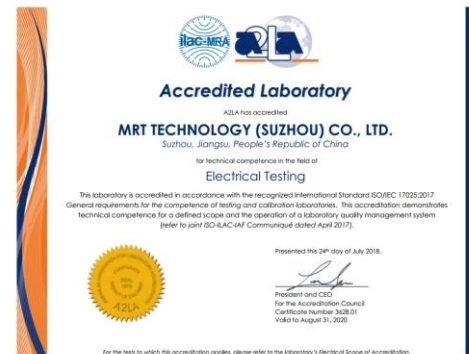 ilac-MRA A2LA
Accredited Laboratory
A2LA has accredited
MRT TECHNOLOGY (SUZHOU) CO., LTD.
Suzhou, Jiangsu, People's Republic of China
for technical competence in the field of
Electrical Testing
This laboratory is accredited in accordance with the recognized International Standard ISO/IEC 17025:2017
General requirements for the competence of testing and calibration laboratories. This accreditation demonstrates
technical competence for a defined scope and the operation of a laboratory quality management system
(refer to joint ISO-ILAC-IAF Communiqué dated April 2017).
Presented this 24th day of July 2018.
President and CEO
For the Accreditation Council
Certificate Number 3628.01
Valid to August 31, 2020
SEAL
1978
A2LA
For the tests to which this accreditation applies, please refer to the laboratory's Electrical Scope of Accreditation.